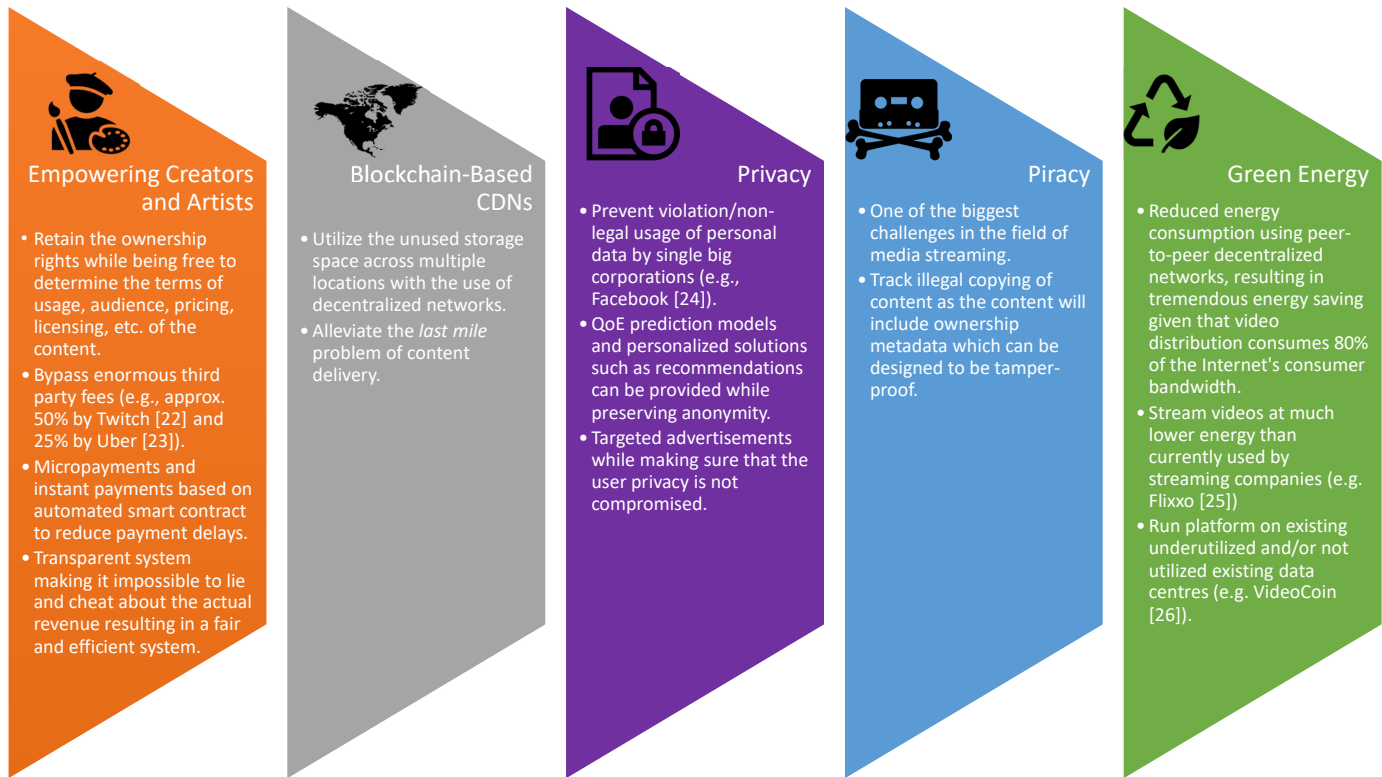 Empowering Creators
and Artists
• Retain the ownership
rights while being free to
determine the terms of
usage, audience, pricing,
licensing, etc. of the
content.
• Bypass enormous third
party fees (e.g., approx.
50% by Twitch [22] and
25% by Uber [23]).
• Micropayments and
instant payments based on
automated smart contract
to reduce payment delays.
• Transparent system
making it impossible to lie
and cheat about the actual
revenue resulting in a fair
and efficient system.
Blockchain-Based
CDNs
• Utilize the unused storage
space across multiple
locations with the use of
decentralized networks.
• Alleviate the last mile
problem of content
delivery.
Privacy
• Prevent violation/non-
legal usage of personal
data by single big
corporations (e.g.,
Facebook [24]).
• QoE prediction models
and personalized solutions
such as recommendations
can be provided while
preserving anonymity.
• Targeted advertisements
while making sure that the
user privacy is not
compromised.
Piracy
• One of the biggest
challenges in the field of
media streaming.
• Track illegal copying of
content as the content will
include ownership
metadata which can be
designed to be tamper-
proof.
Green Energy
• Reduced energy
consumption using peer-
to-peer decentralized
networks, resulting in
tremendous energy saving
given that video
distribution consumes 80%
of the Internet's consumer
bandwidth.
• Stream videos at much
lower energy than
currently used by
streaming companies (e.g.
Flixxo [25])
• Run platform on existing
underutilized and/or not
utilized existing data
centres (e.g. VideoCoin
[26]).